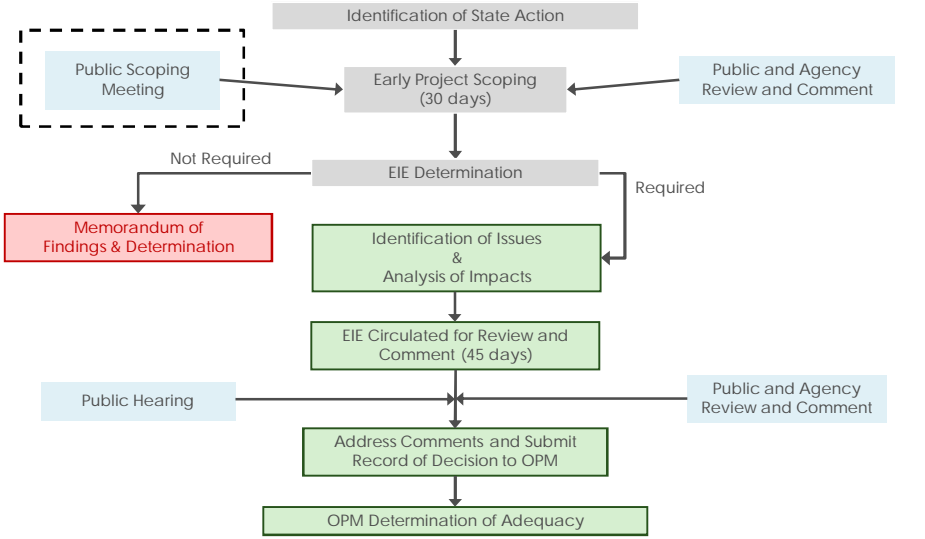 Identification of State Action
Public Scoping
Meeting
Early Project Scoping
(30 days)
Public and Agency
Review and Comment
Not Required
EIE Determination
Required
Memorandum of
Findings & Determination
Identification of Issues
&
Analysis of Impacts
EIE Circulated for Review and
Comment (45 days)
Public Hearing
Public and Agency
Review and Comment
Address Comments and Submit
Record of Decision to OPM
OPM Determination of Adequacy